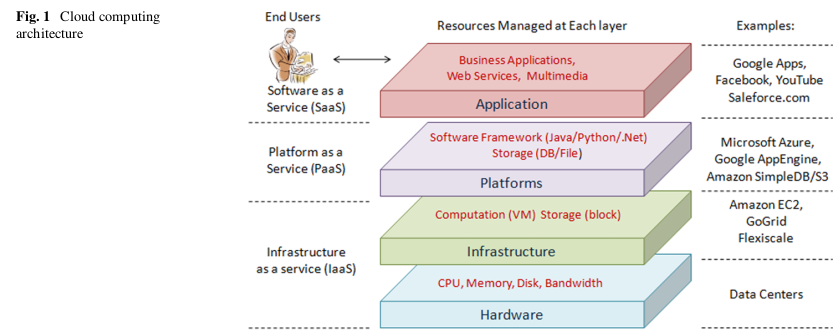 Fig. 1 Cloud computing
architecture
End Users
Resources Managed at Each layer
Examples:
Software as a
Service (SaaS)
Business Applications,
Web Services, Multimedia
Application
Google Apps,
Facebook, YouTube
Saleforce.com
Platform as a
Service (PaaS)
Software Framework (Java/Python/.Net)
Storage (DB/File)
Platforms
Microsoft Azure,
Google AppEngine,
Amazon SimpleDB/S3
Infrastructure
as a service (IaaS)
Computation (VM) Storage (block)
Infrastructure
Amazon EC2,
GoGrid
Flexiscale
CPU, Memory, Disk, Bandwidth
Hardware
Data Centers